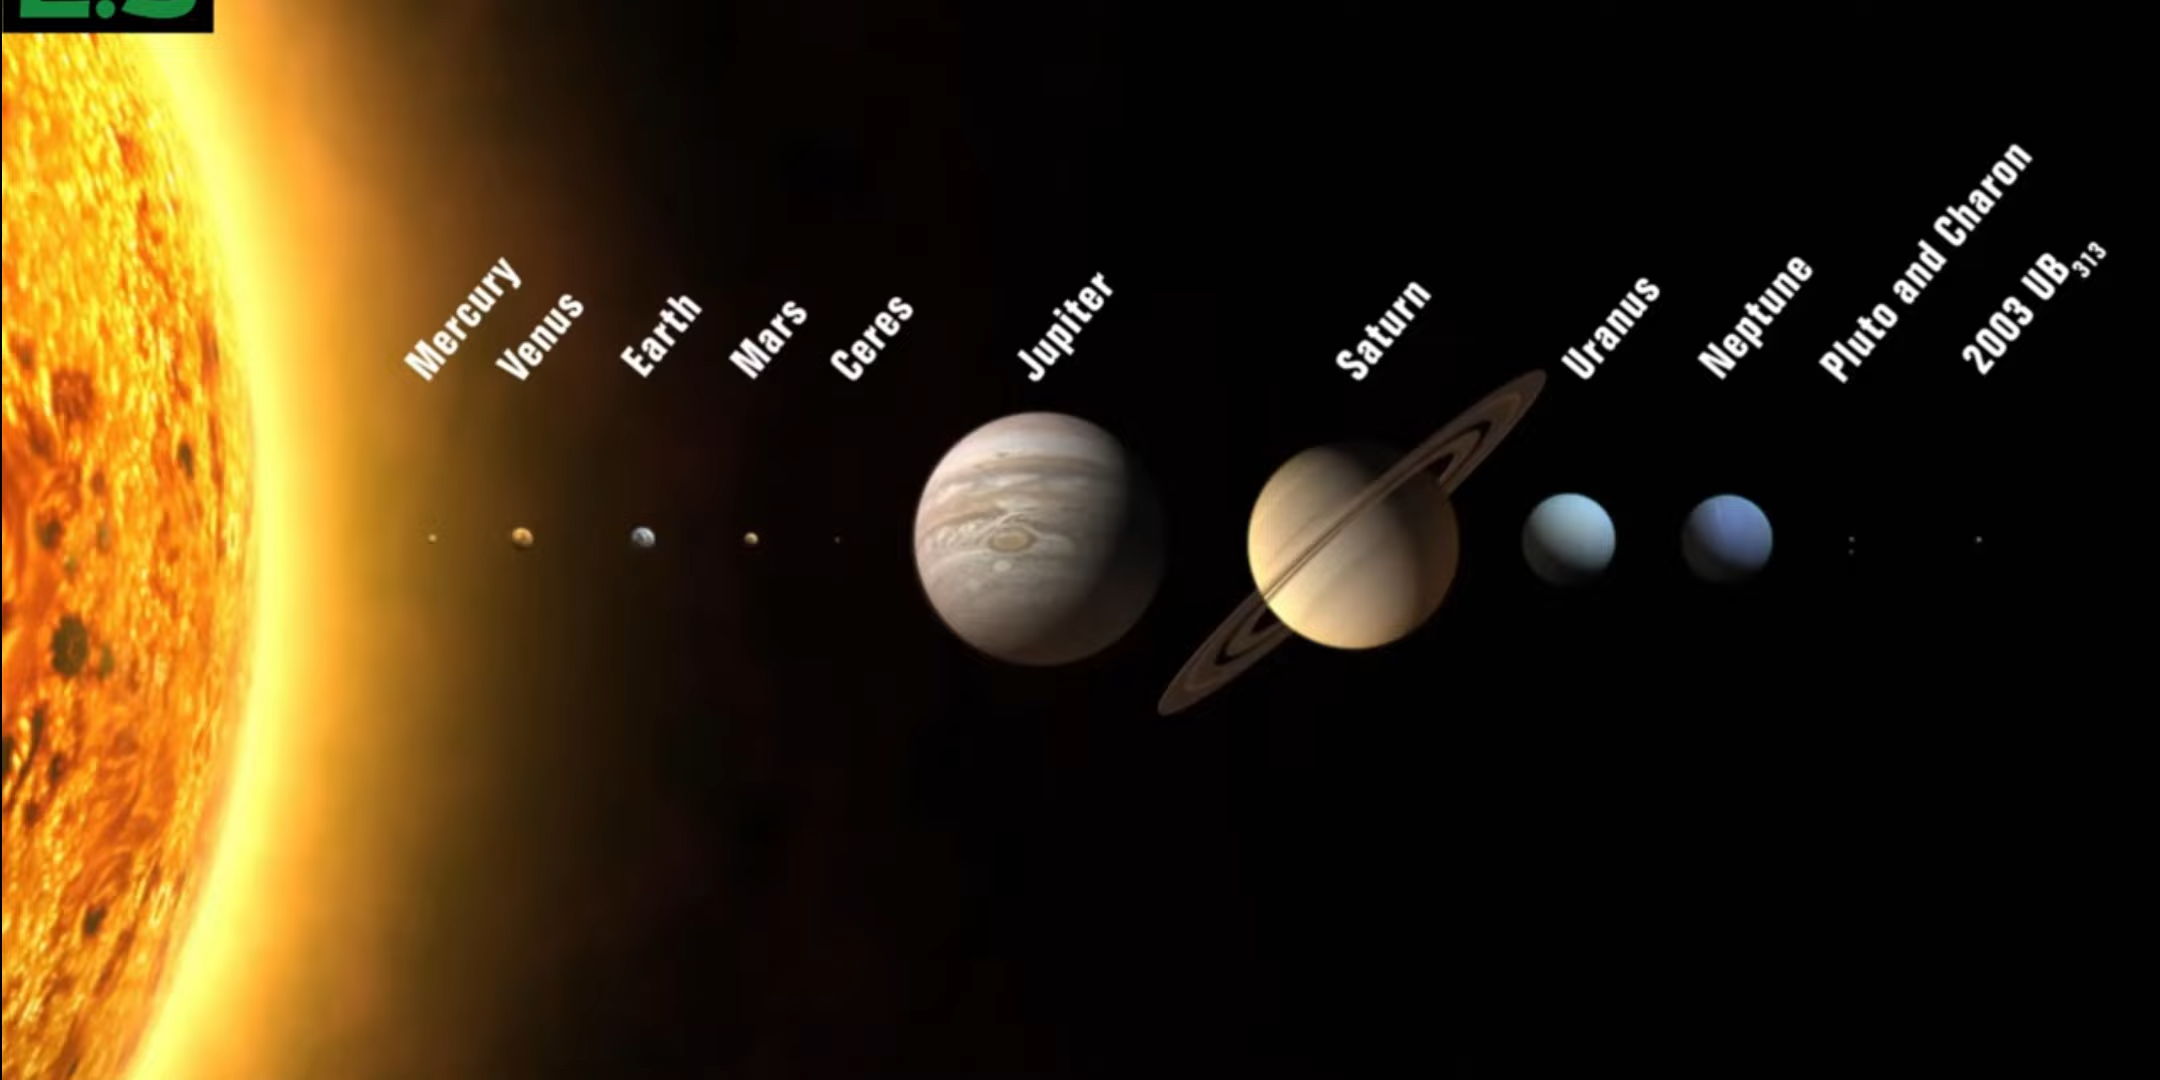 Mercury
Venus
Earth
Mars
Ceres
Jupiter
Saturn
Uranus
Neptune
Pluto and Charon
2003 UB₃₁₃